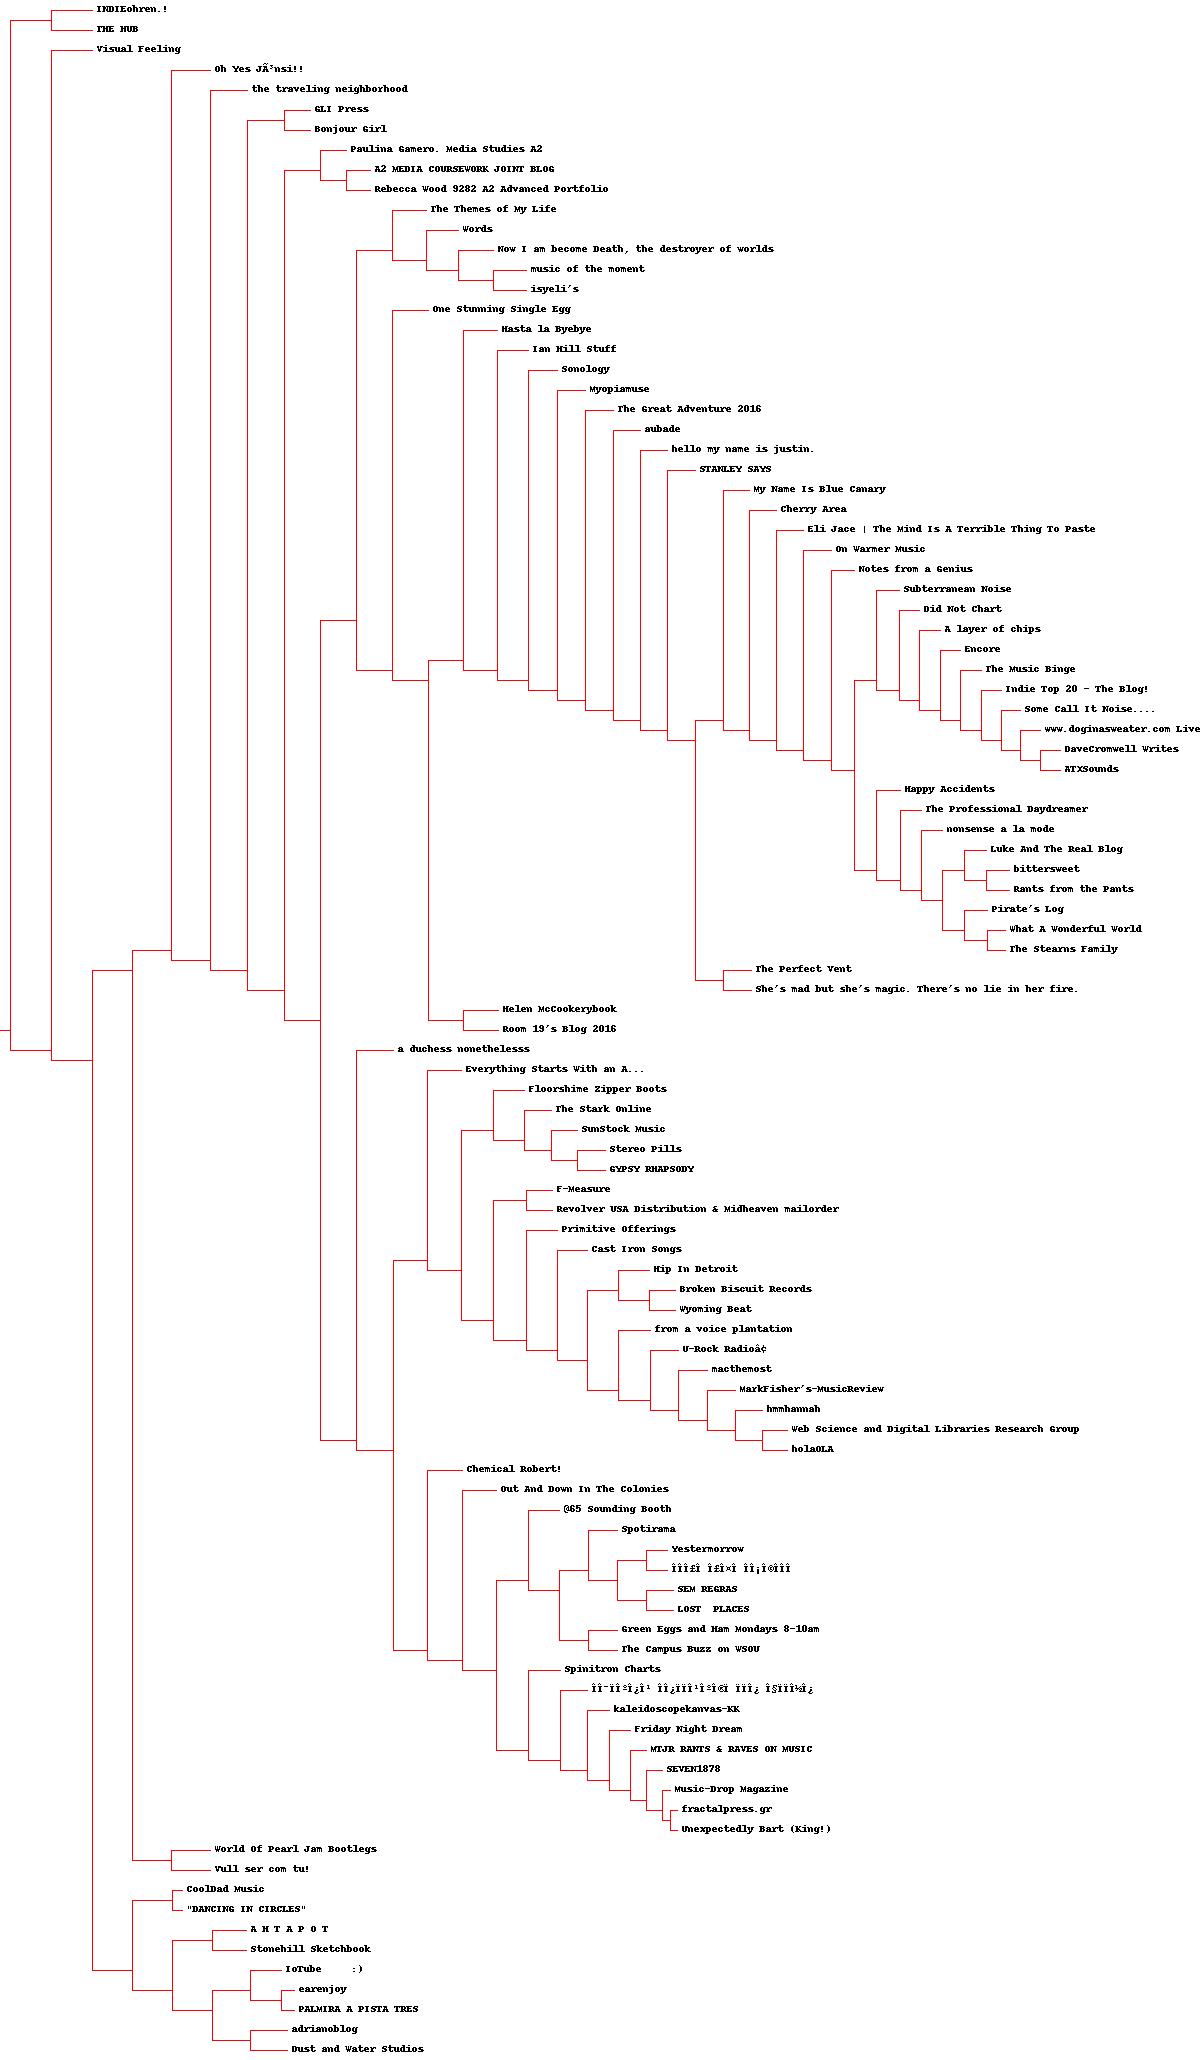 INDIEohren.!
THE HUB
Visual Feeling
Oh Yes JÃ³nsi!!
the traveling neighborhood
GLI Press
Bonjour Girl
Paulina Gamero. Media Studies A2
A2 MEDIA COURSEWORK JOINT BLOG
Rebecca Wood 9282 A2 Advanced Portfolio
The Themes of My Life
Words
Now I am become Death, the destroyer of worlds
music of the moment
isyeli's
One Stunning Single Egg
Hasta la Byebye
Ian Hill Stuff
Sonology
Myopiamuse
The Great Adventure 2016
aubade
hello my name is justin.
STANLEY SAYS
My Name Is Blue Canary
Cherry Area
Eli Jace | The Mind Is A Terrible Thing To Paste
On Warmer Music
Notes from a Genius
Subterranean Noise
Did Not Chart
A layer of chips
Encore
The Music Binge
Indie Top 20 - The Blog!
Some Call It Noise....
www.doginasweater.com Live
DaveCromwell Writes
ATXSounds
Happy Accidents
The Professional Daydreamer
nonsense a la mode
Luke And The Real Blog
bittersweet
Rants from the Pants
Pirate's Log
What A Wonderful World
The Stearns Family
The Perfect Vent
She's mad but she's magic. There's no lie in her fire.
Helen McCookerybook
Room 19's Blog 2016
a duchess nonethelesss
Everything Starts With an A...
Floorshime Zipper Boots
The Stark Online
SunStock Music
Stereo Pills
GYPSY RHAPSODY
F-Measure
Revolver USA Distribution & Midheaven mailorder
Primitive Offerings
Cast Iron Songs
Hip In Detroit
Broken Biscuit Records
Wyoming Beat
from a voice plantation
U-Rock Radioâ¢
macthemost
MarkFisher's-MusicReview
hmmhannah
Web Science and Digital Libraries Research Group
holaOLA
Chemical Robert!
Out And Down In The Colonies
@65 Sounding Booth
Spotirama
Yestermorrow
SEM REGRAS
LOST PLACES
Green Eggs and Ham Mondays 8-10am
The Campus Buzz on WSOU
Spinitron Charts
kaleidoscopekanvas-KK
Friday Night Dream
MTJR RANTS & RAVES ON MUSIC
SEVEN1878
Music-Drop Magazine
fractalpress.gr
Unexpectedly Bart (King!)
World Of Pearl Jam Bootlegs
Vull ser com tu!
CoolDad Music
"DANCING IN CIRCLES"
A H T A P O T
Stonehill Sketchbook
IoTube :)
earenjoy
PALMIRA A PISTA TRES
adrianoblog
Dust and Water Studios